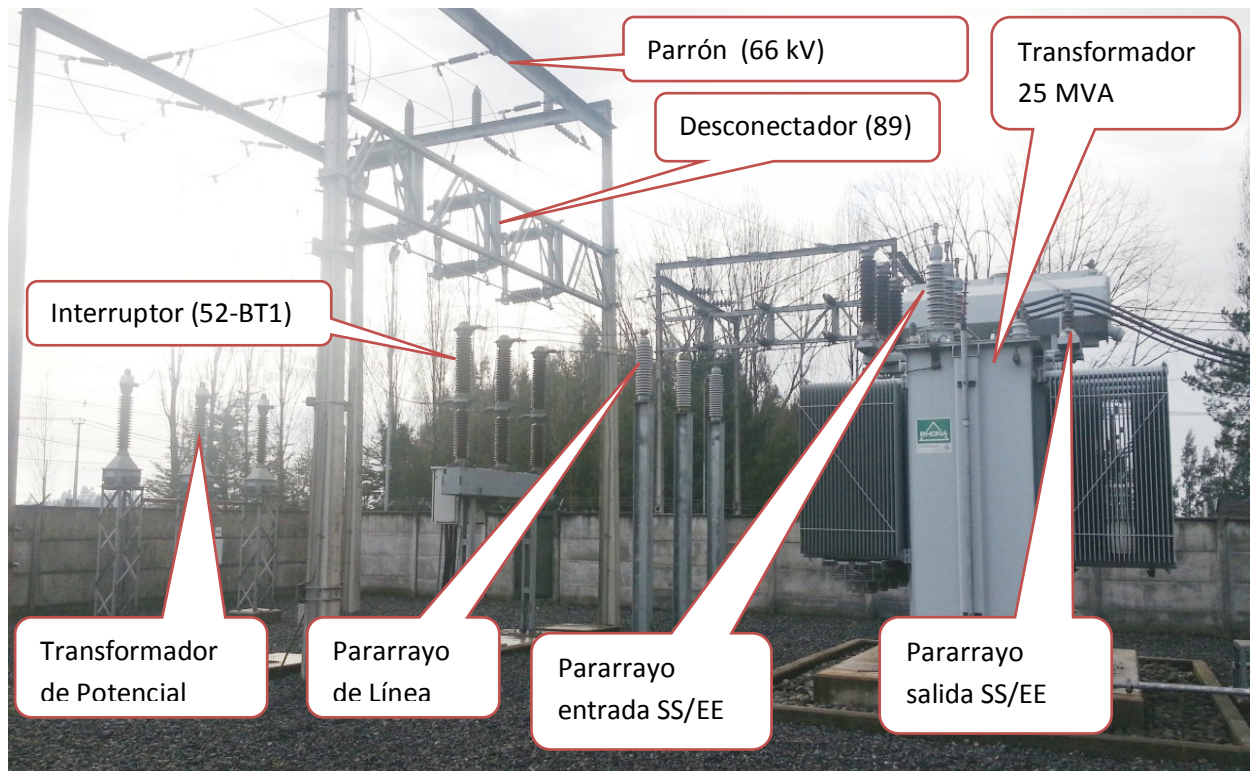 Parrón (66 kV)
Transformador
25 MVA
Desconectador (89)
Interruptor (52-BT1)
RHONA
Transformador
de Potencial
Pararrayo
de Línea
Pararrayo
entrada SS/EE
Pararrayo
salida SS/EE